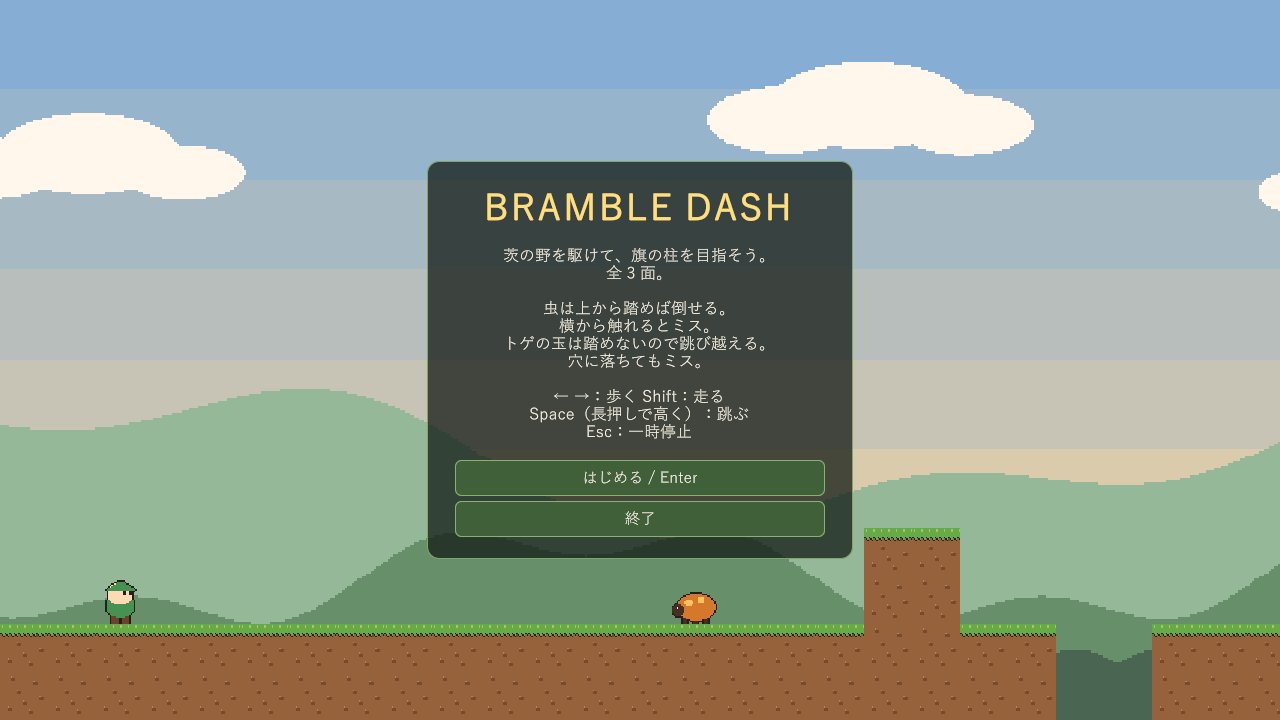 BRAMBLE DASH
茨の野を駆けて、旗の柱を目指そう。
全 3 面。
虫は上から踏めば倒せる。
横から触れるとミス。
トゲの玉は踏めないので跳び越える。
穴に落ちてもミス。
← →：歩く Shift：走る
Space（長押しで高く）：跳ぶ
Esc：一時停止
はじめる / Enter
終了